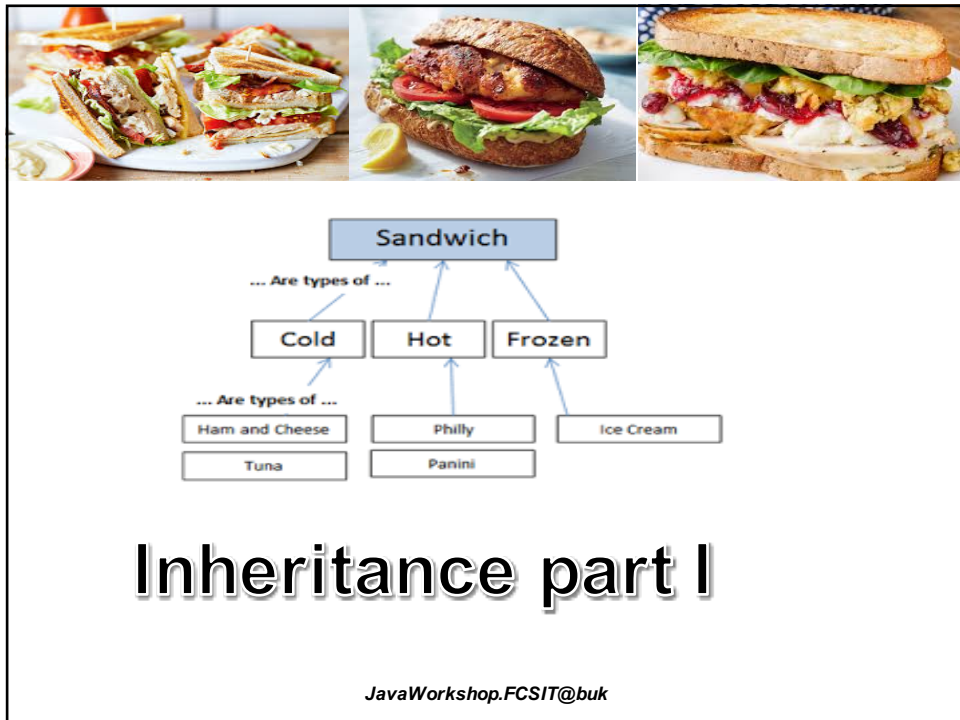 Sandwich
... Are types of ...
Cold Hot Frozen
... Are types of ...
Ham and Cheese Philly Ice Cream
Tuna Panini
Inheritance part I
JavaWorkshop.FCSIT@buk